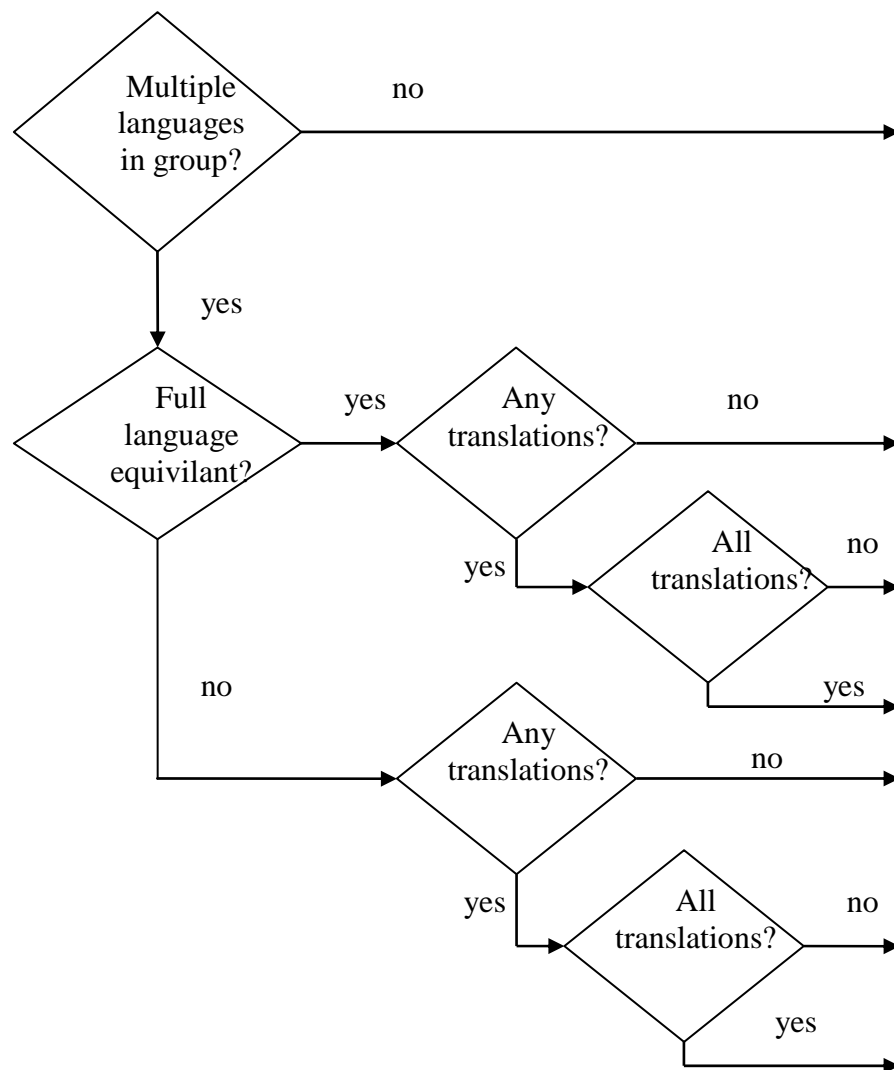 Multiple
languages
in group?
no
yes
Full
language
equivilant?
yes
Any
translations?
no
yes
All
translations?
no
yes
no
Any
translations?
no
yes
All
translations?
no
yes